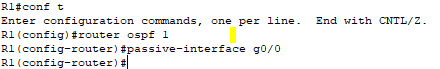 R1#conf t
Enter configuration commands, one per line.  End with CNTL/Z.
R1(config)#router ospf 1
R1(config-router)#passive-interface g0/0
R1(config-router)#